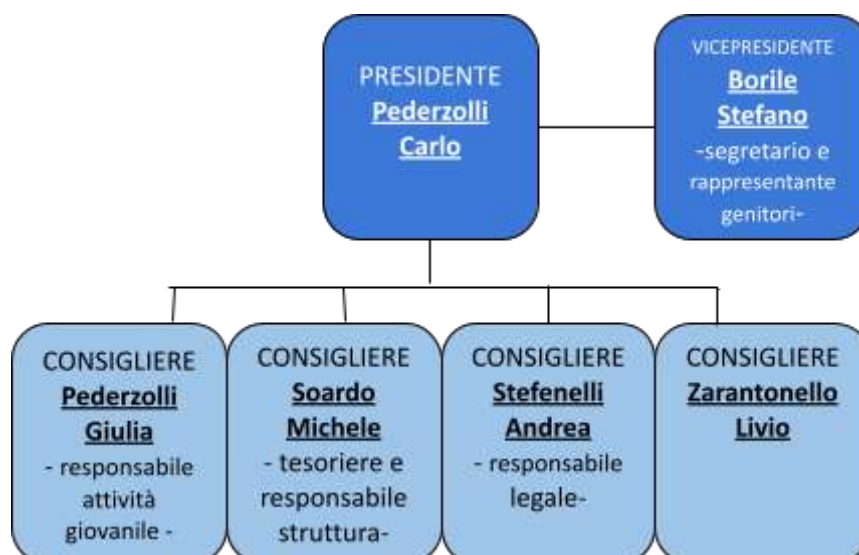 PRESIDENTE
Pederzolli
Carlo
VICEPRESIDENTE
Borile
Stefano
-segretario e
rappresentante
genitori-
CONSIGLIERE
Pederzolli
Giulia
- responsabile
attività
giovanile -
CONSIGLIERE
Soardo
Michele
- tesoriere e
responsabile
struttura-
CONSIGLIERE
Stefenelli
Andrea
- responsabile
legale-
CONSIGLIERE
Zarantonello
Livio